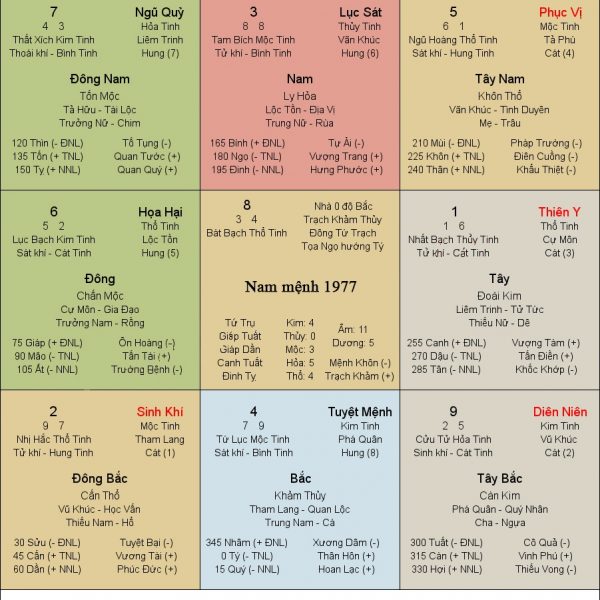 7 Ngũ Quỷ
4 3 Hỏa Tinh
Thất Xích Kim Tinh Liêm Trinh
Thoái khí - Bình Tinh Hung (7)
Đông Nam
Tốn Mộc
Tả Hữu - Tài Lộc
Trưởng Nữ - Chim
120 Thìn (- ĐNL) Tố Tụng (-)
135 Tốn (+ TNL) Quan Tước (+)
150 Tỵ (+ NNL) Quan Quý (+)
3 Lục Sát
8 8 Thủy Tinh
Tam Bích Mộc Tinh Văn Khúc
Tử khí - Bình Tinh Hung (6)
Nam
Ly Hỏa
Lộc Tồn - Địa Vị
Trung Nữ - Rùa
165 Bính (+ ĐNL) Tự Ải (-)
180 Ngọ (- TNL) Vượng Trang (+)
195 Đinh (- NNL) Hưng Phước (+)
5 Phục Vị
6 1 Mộc Tinh
Ngũ Hoàng Thổ Tinh Tả Phù
Sát khí - Hung Tinh Cát (4)
Tây Nam
Khôn Thổ
Văn Khúc - Tình Duyên
Mẹ - Trâu
210 Mùi (- ĐNL) Pháp Trường (-)
225 Khôn (+ TNL) Điên Cuồng (-)
240 Thân (+ NNL) Khẩu Thiệt (-)
6 Họa Hại
5 2 Thổ Tinh
Lục Bạch Kim Tinh Lộc Tồn
Sát khí - Cát Tinh Hung (5)
Đông
Chấn Mộc
Cự Môn - Gia Đạo
Trưởng Nam - Rồng
75 Giáp (+ ĐNL) Ôn Hoàng (-)
90 Mão (- TNL) Tấn Tài (+)
105 Ất (- NNL) Trường Bệnh (-)
8 Nhà 0 độ Bắc
3 4 Trạch Khảm Thủy
Bát Bạch Thổ Tinh Đông Tứ Trạch
Tọa Ngọ hướng Tý
Nam mệnh 1977
Tứ Trụ Kim: 4 Âm: 11
Giáp Tuất Thủy: 0 Dương: 5
Giáp Dần Mộc: 3
Canh Tuất Hỏa: 5 Mệnh Khôn (-)
Đinh Tỵ Thổ: 4 Trạch Khảm (+)
1 Thiên Y
1 6 Thổ Tinh
Nhất Bạch Thủy Tinh Cự Môn
Tử khí - Cát Tinh Cát (3)
Tây
Đoài Kim
Liêm Trinh - Tử Tức
Thiếu Nữ - Dê
255 Canh (+ ĐNL) Vượng Tàm (+)
270 Dậu (- TNL) Tấn Điền (+)
285 Tân (- NNL) Khốc Khớp (-)
2 Sinh Khí
9 7 Mộc Tinh
Nhị Hắc Thổ Tinh Tham Lang
Tử khí - Hung Tinh Cát (1)
Đông Bắc
Cấn Thổ
Vũ Khúc - Học Vấn
Thiếu Nam - Hổ
30 Sửu (- ĐNL) Tuyệt Bại (-)
45 Cấn (+ TNL) Vương Tài (+)
60 Dần (+ NNL) Phúc Đức (+)
4 Tuyệt Mệnh
7 9 Kim Tinh
Tứ Lục Mộc Tinh Phá Quân
Sát khí - Bình Tinh Hung (8)
Bắc
Khảm Thủy
Tham Lang - Quan Lộc
Trung Nam - Cá
345 Nhâm (+ ĐNL) Xương Dâm (-)
0 Tý (- TNL) Thân Hôn (+)
15 Quý (- NNL) Hoan Lạc (+)
9 Diên Niên
2 5 Kim Tinh
Cửu Tử Hỏa Tinh Vũ Khúc
Sinh khí - Cát Tinh Cát (2)
Tây Bắc
Càn Kim
Phá Quân - Quý Nhân
Cha - Ngựa
300 Tuất (- ĐNL) Cô Quả (-)
315 Càn (+ TNL) Vinh Phú (+)
330 Hợi (+ NNL) Thiếu Vong (-)